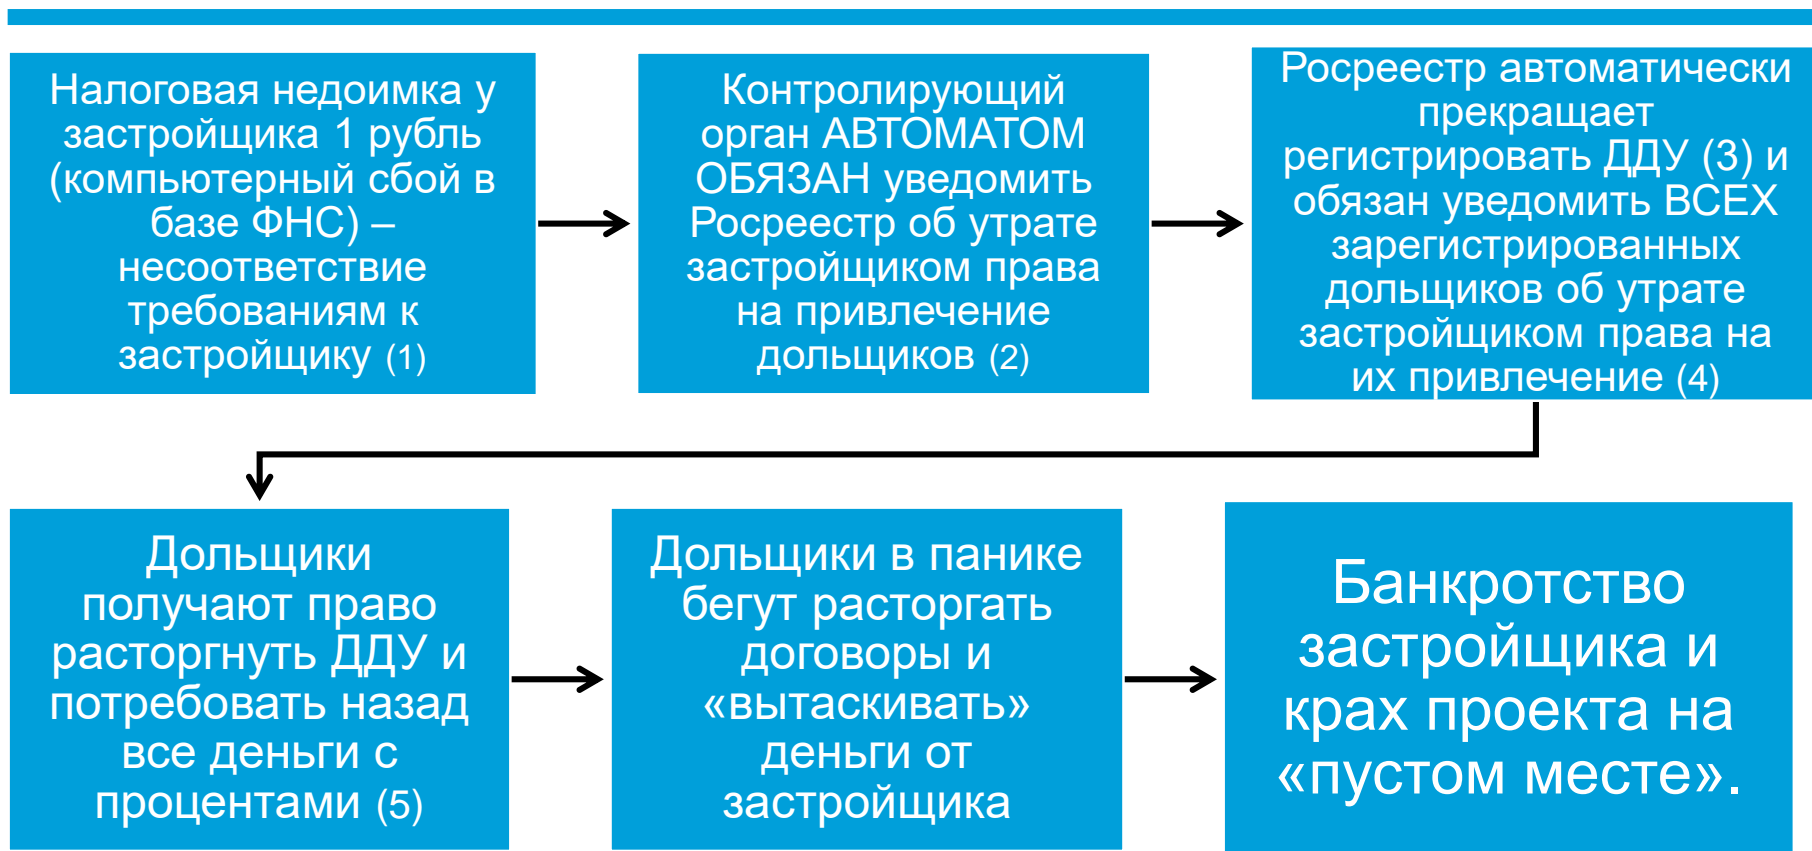 Налоговая недоимка у
застройщика 1 рубль
(компьютерный сбой в
базе ФНС) –
несоответствие
требованиям к
застройщику (1)
Контролирующий
орган АВТОМАТОМ
ОБЯЗАН уведомить
Росреестр об утрате
застройщиком права
на привлечение
дольщиков (2)
Росреестр автоматически
прекращает
регистрировать ДДУ (3) и
обязан уведомить ВСЕХ
зарегистрированных
дольщиков об утрате
застройщиком права на
их привлечение (4)
Дольщики
получают право
расторгнуть ДДУ и
потребовать назад
все деньги с
процентами (5)
Дольщики в панике
бегут расторгать
договоры и
«вытаскивать»
деньги от
застройщика
Банкротство
застройщика и
крах проекта на
«пустом месте».